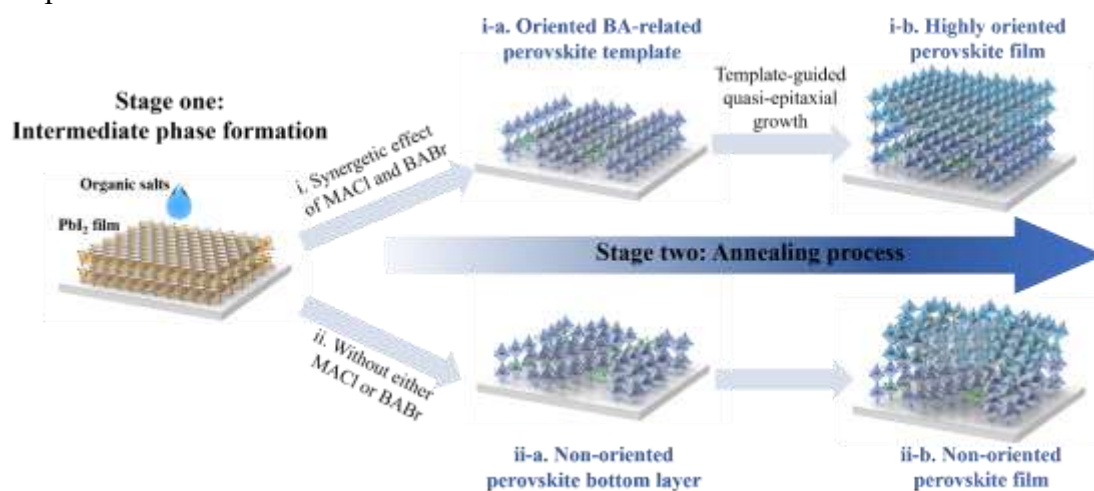 i-a. Oriented BA-related
perovskite template
i-b. Highly oriented
perovskite film
Stage one:
Intermediate phase formation
Template-guided
quasi-epitaxial
growth
Organic salts
PbI₂ film
i. Synergetic effect
of MACl and BABr
Stage two: Annealing process
ii. Without either
MACl or BABr
ii-a. Non-oriented
perovskite bottom layer
ii-b. Non-oriented
perovskite film